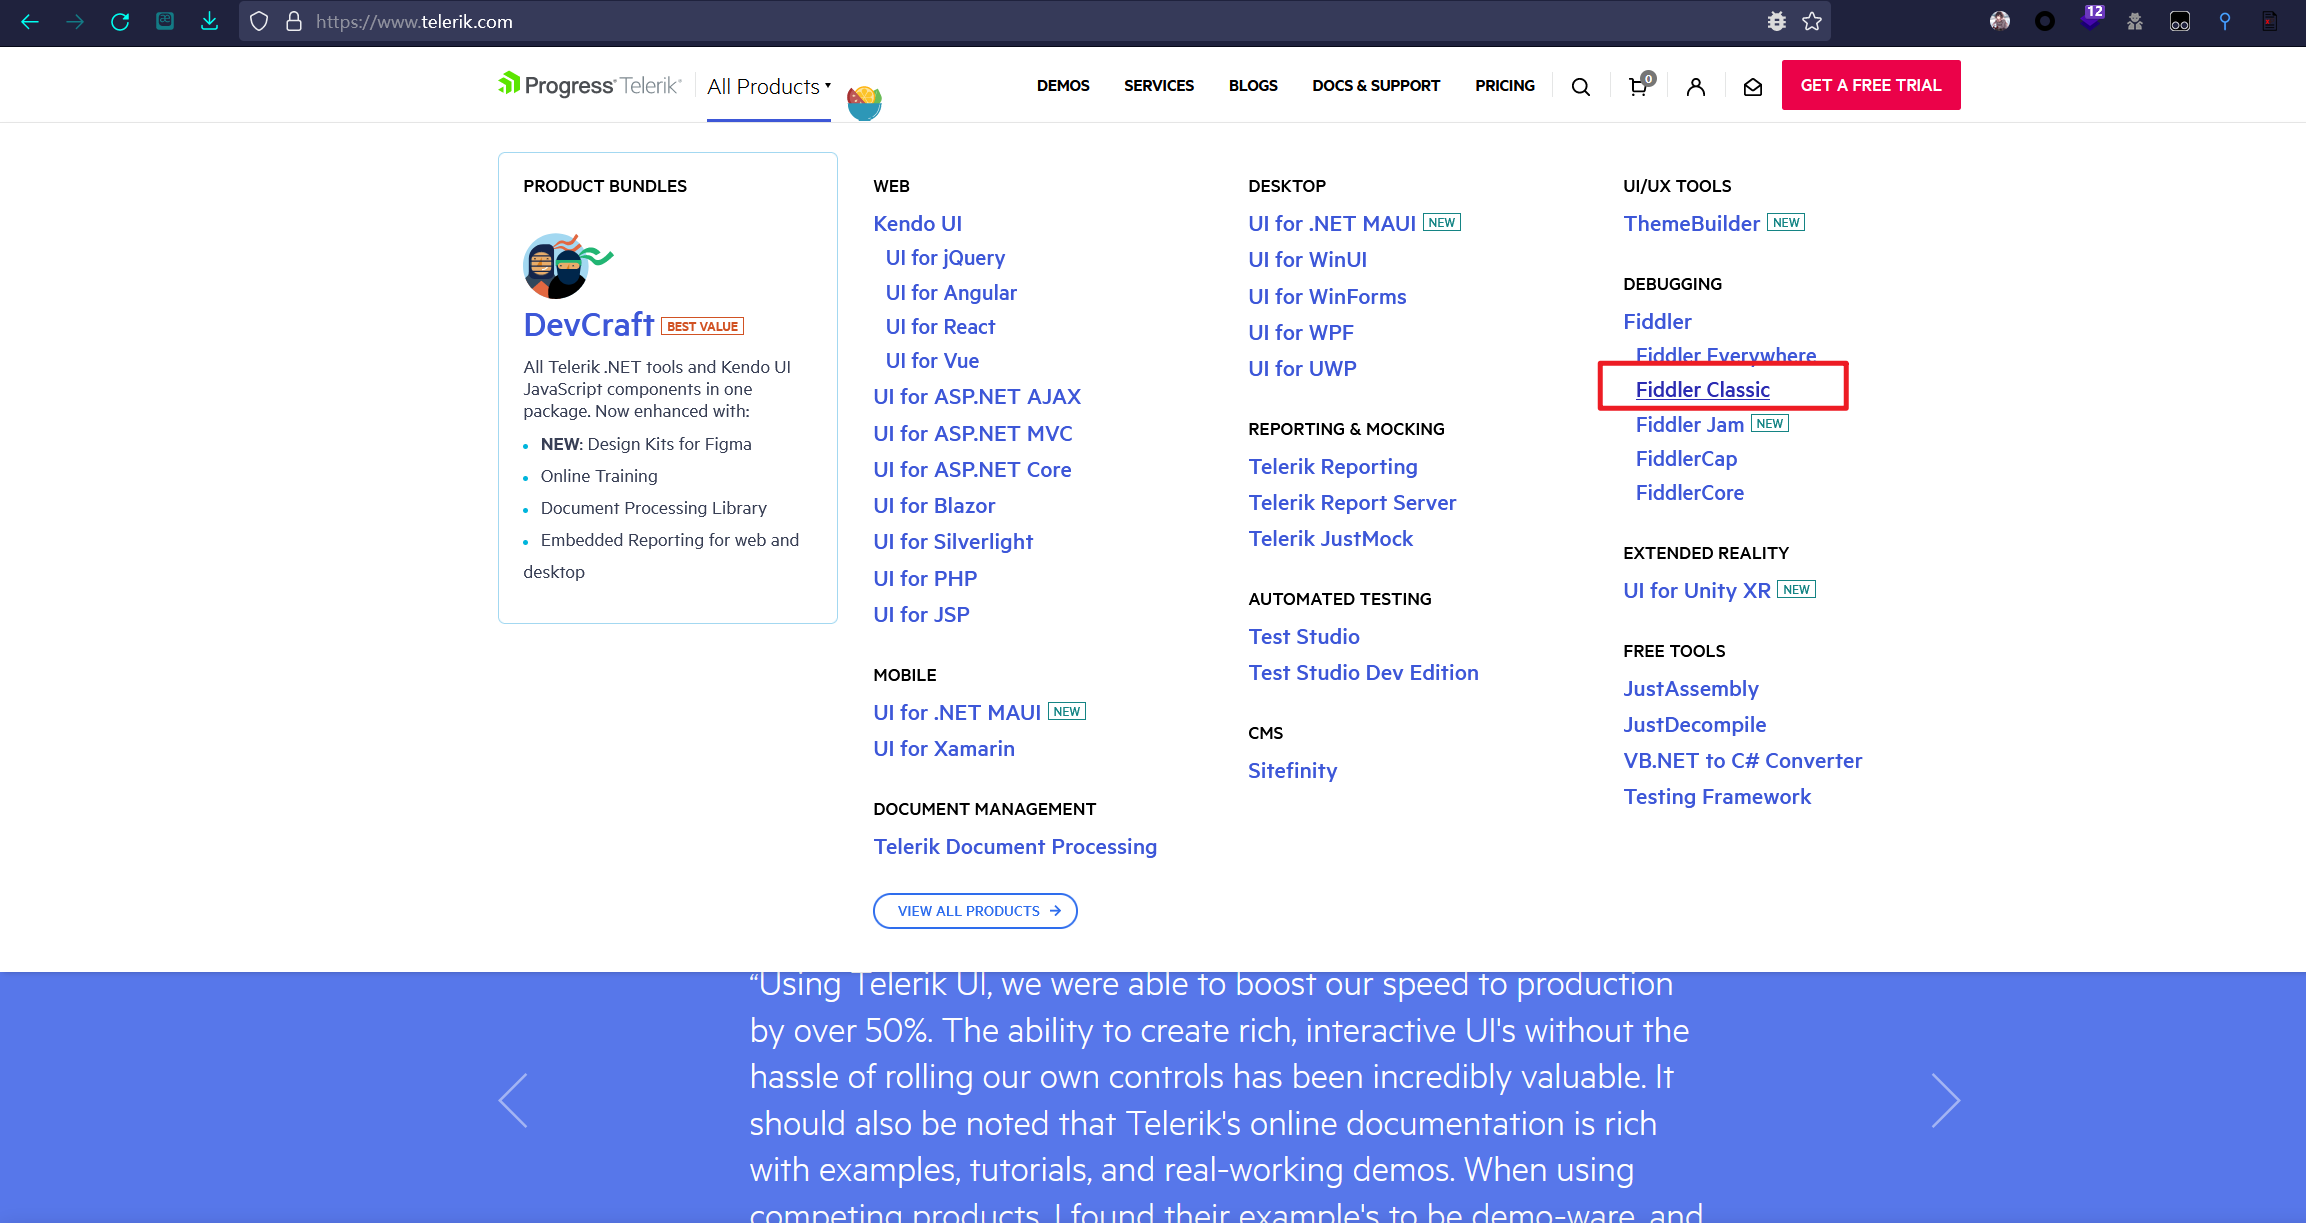 https://www.telerik.com
12
Progress Telerik
All Products
DEMOS
SERVICES
BLOGS
DOCS & SUPPORT
PRICING
0
GET A FREE TRIAL
PRODUCT BUNDLES
DevCraft BEST VALUE
All Telerik .NET tools and Kendo UI
JavaScript components in one
package. Now enhanced with:
NEW: Design Kits for Figma
Online Training
Document Processing Library
Embedded Reporting for web and
desktop
WEB
Kendo UI
UI for jQuery
UI for Angular
UI for React
UI for Vue
UI for ASP.NET AJAX
UI for ASP.NET MVC
UI for ASP.NET Core
UI for Blazor
UI for Silverlight
UI for PHP
UI for JSP
MOBILE
UI for .NET MAUI NEW
UI for Xamarin
DOCUMENT MANAGEMENT
Telerik Document Processing
VIEW ALL PRODUCTS
DESKTOP
UI for .NET MAUI NEW
UI for WinUI
UI for WinForms
UI for WPF
UI for UWP
REPORTING & MOCKING
Telerik Reporting
Telerik Report Server
Telerik JustMock
AUTOMATED TESTING
Test Studio
Test Studio Dev Edition
CMS
Sitefinity
UI/UX TOOLS
ThemeBuilder NEW
DEBUGGING
Fiddler
Fiddler Everywhere
Fiddler Classic
Fiddler Jam NEW
FiddlerCap
FiddlerCore
EXTENDED REALITY
UI for Unity XR NEW
FREE TOOLS
JustAssembly
JustDecompile
VB.NET to C# Converter
Testing Framework
“Using Telerik UI, we were able to boost our speed to production
by over 50%. The ability to create rich, interactive UI's without the
hassle of rolling our own controls has been incredibly valuable. It
should also be noted that Telerik's online documentation is rich
with examples, tutorials, and real-working demos. When using
competing products, I found their example's to be demo-ware, and